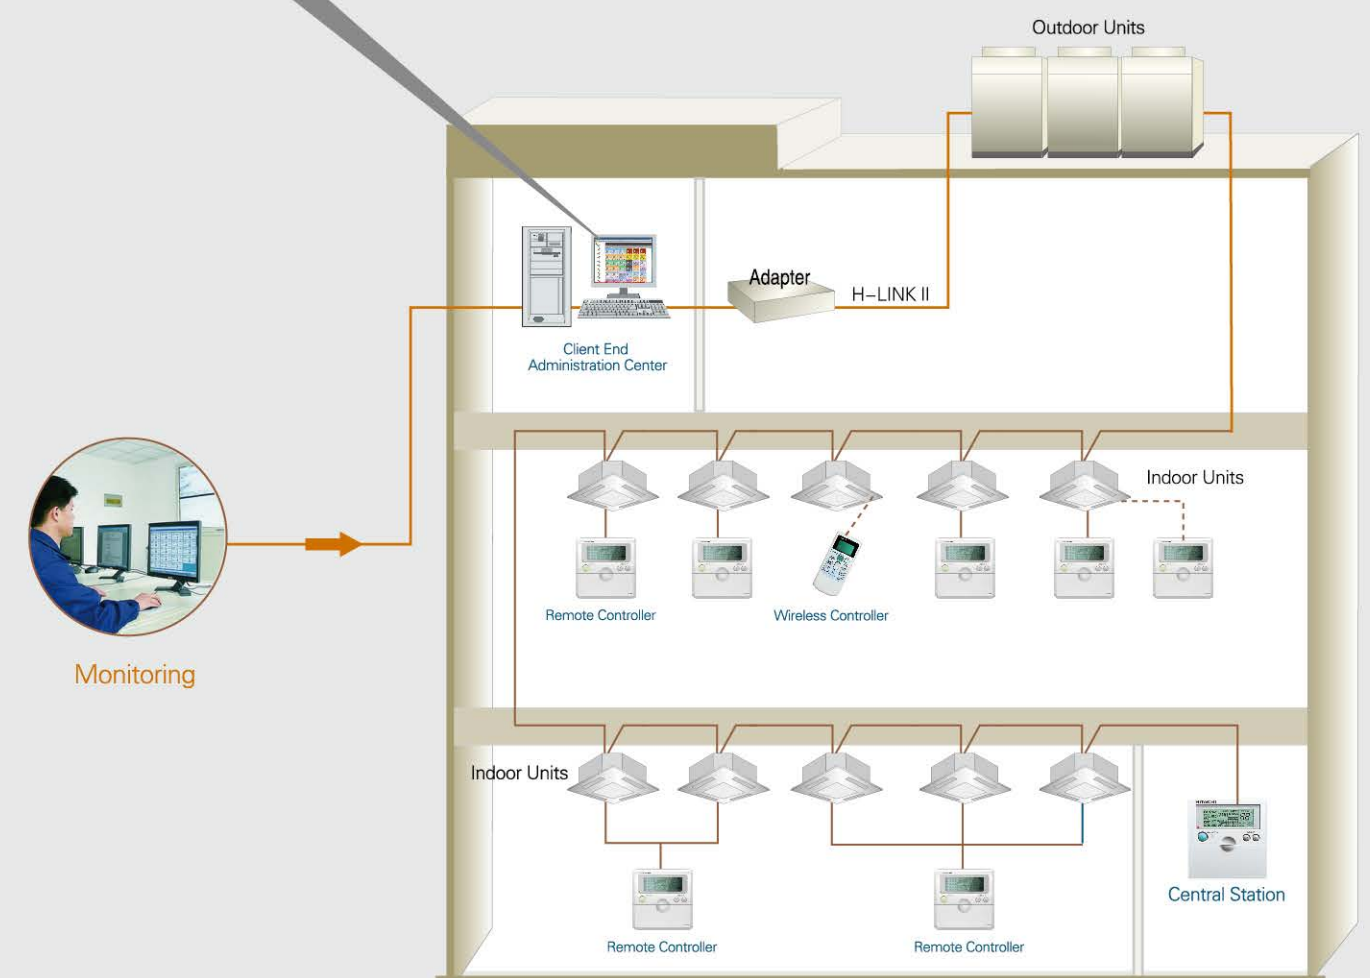 Outdoor Units
Adapter
H-LINK II
Client End
Administration Center
Indoor Units
Remote Controller
Wireless Controller
Monitoring
Indoor Units
HITACHI
Central Station
Remote Controller
Remote Controller